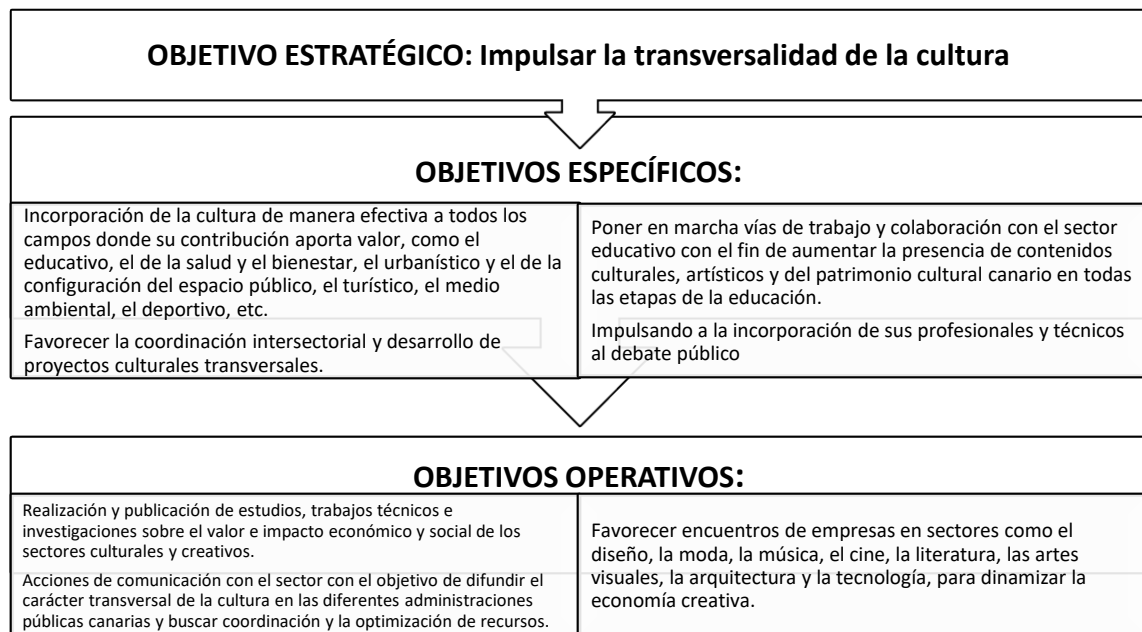 OBJETIVO ESTRATÉGICO: Impulsar la transversalidad de la cultura
OBJETIVOS ESPECÍFICOS:
Incorporación de la cultura de manera efectiva a todos los
campos donde su contribución aporta valor, como el
educativo, el de la salud y el bienestar, el urbanístico y el de la
configuración del espacio público, el turístico, el medio
ambiental, el deportivo, etc.
Favorecer la coordinación intersectorial y desarrollo de
proyectos culturales transversales.
Poner en marcha vías de trabajo y colaboración con el sector
educativo con el fin de aumentar la presencia de contenidos
culturales, artísticos y del patrimonio cultural canario en todas
las etapas de la educación.
Impulsando a la incorporación de sus profesionales y técnicos
al debate público
OBJETIVOS OPERATIVOS:
Realización y publicación de estudios, trabajos técnicos e
investigaciones sobre el valor e impacto económico y social de los
sectores culturales y creativos.
Acciones de comunicación con el sector con el objetivo de difundir el
carácter transversal de la cultura en las diferentes administraciones
públicas canarias y buscar coordinación y la optimización de recursos.
Favorecer encuentros de empresas en sectores como el
diseño, la moda, la música, el cine, la literatura, las artes
visuales, la arquitectura y la tecnología, para dinamizar la
economía creativa.